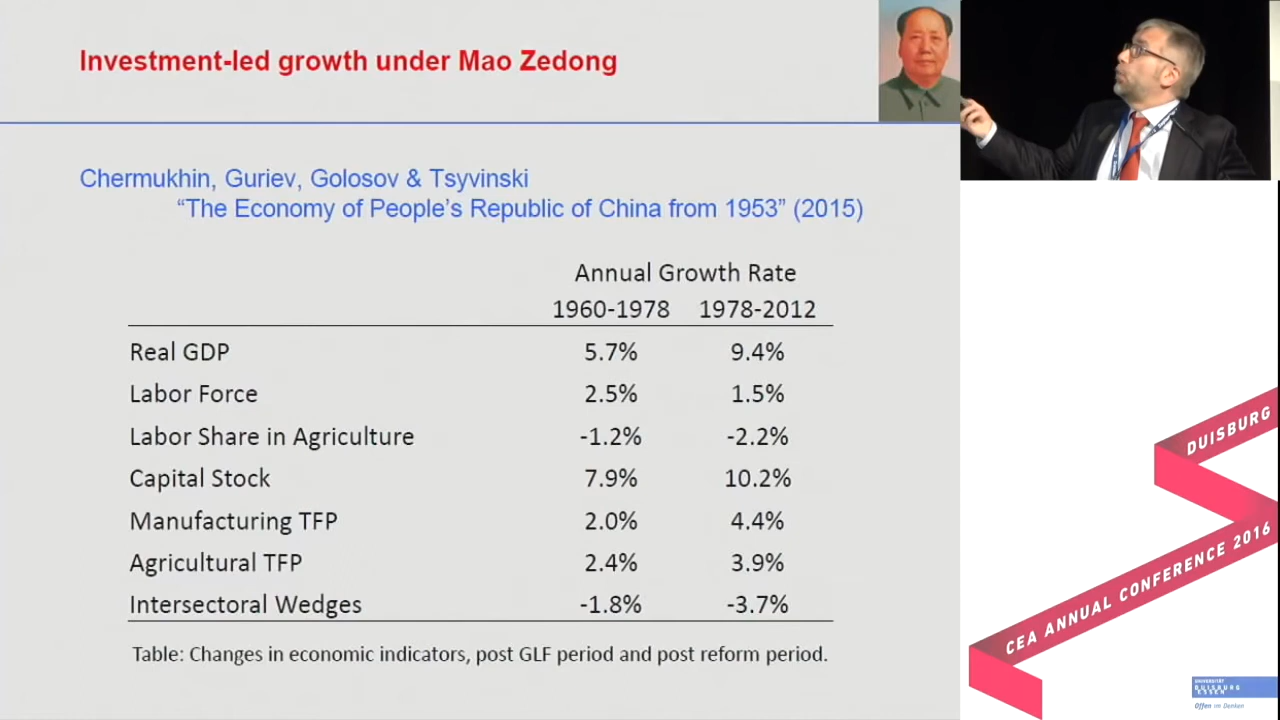 Investment-led growth under Mao Zedong
Chermukhin, Guriev, Golosov & Tsyvinski
“The Economy of People’s Republic of China from 1953” (2015)
Annual Growth Rate
1960-1978 1978-2012
Real GDP 5.7% 9.4%
Labor Force 2.5% 1.5%
Labor Share in Agriculture -1.2% -2.2%
Capital Stock 7.9% 10.2%
Manufacturing TFP 2.0% 4.4%
Agricultural TFP 2.4% 3.9%
Intersectoral Wedges -1.8% -3.7%
Table: Changes in economic indicators, post GLF period and post reform period.
DUISBURG
CEA ANNUAL CONFERENCE 2016
UNIVERSITÄT
DUISBURG
ESSEN
Offen im Denken